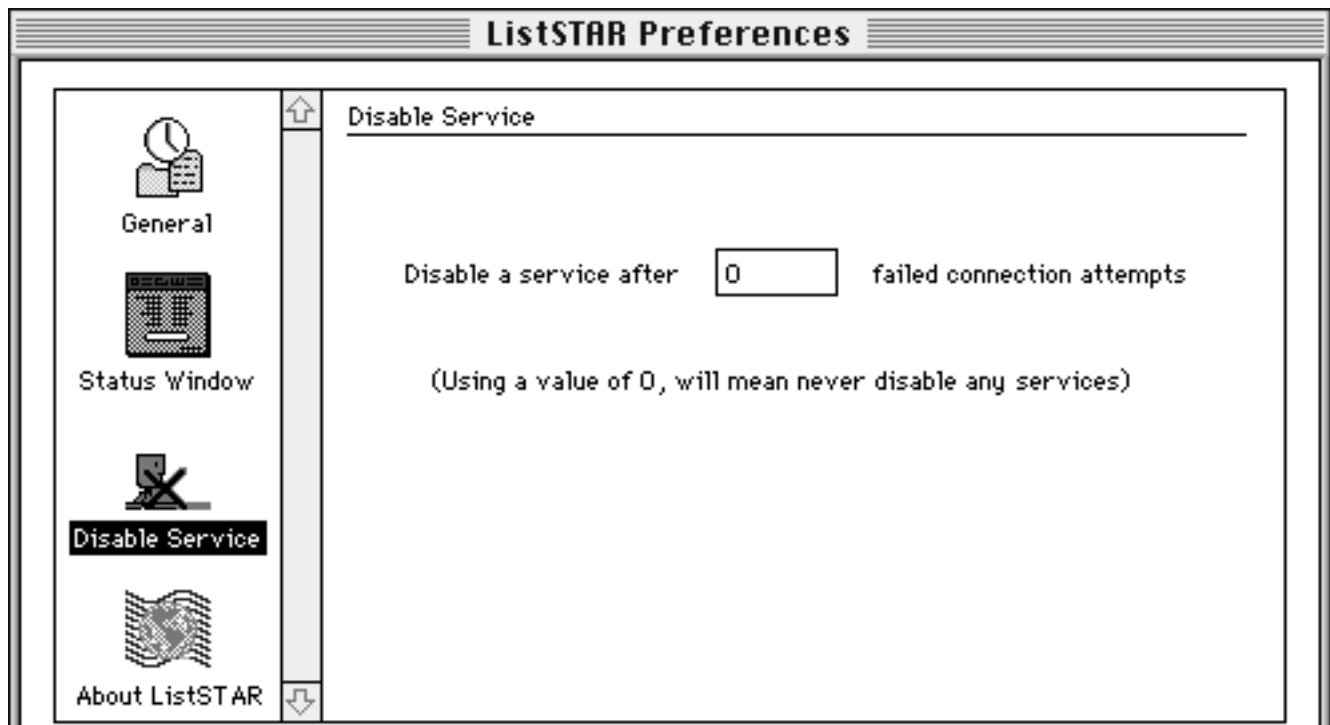 ListSTAR Preferences
General
Status Window
Disable Service
About ListSTAR
Disable Service
Disable a service after 0 failed connection attempts
(Using a value of 0, will mean never disable any services)